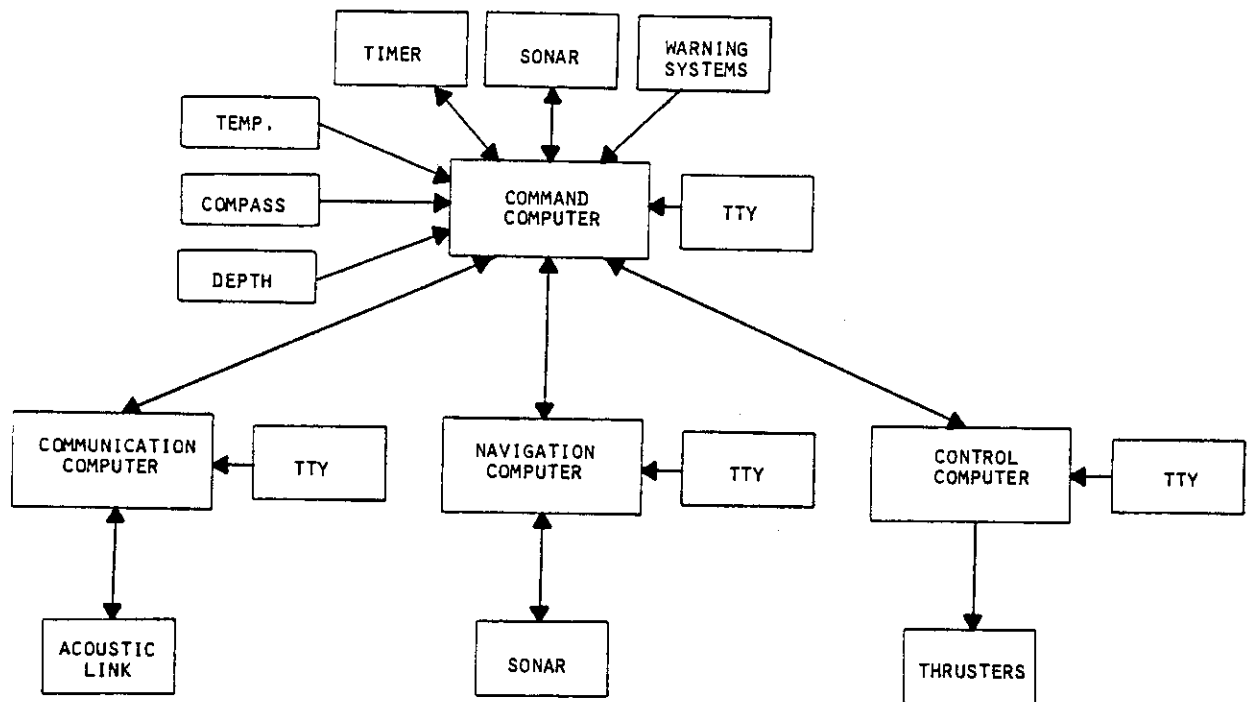 TIMER
SONAR
WARNING
SYSTEMS
TEMP.
COMPASS
DEPTH
COMMAND
COMPUTER
TTY
COMMUNICATION
COMPUTER
TTY
NAVIGATION
COMPUTER
TTY
CONTROL
COMPUTER
TTY
ACOUSTIC
LINK
SONAR
THRUSTERS